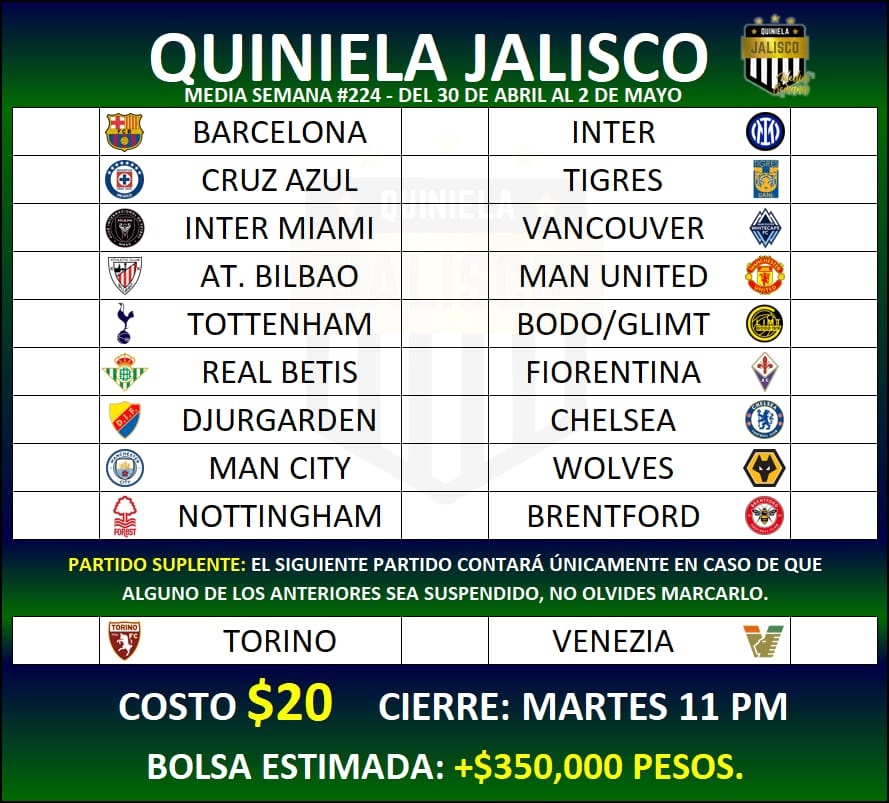 QUINIELA JALISCO
QUINIELA
JALISCO
MEDIA SEMANA #224 - DEL 30 DE ABRIL AL 2 DE MAYO
BARCELONA INTER
CRUZ AZUL TIGRES
QUINIELA
INTER MIAMI VANCOUVER
AT. BILBAO MAN UNITED
JALISCO
TOTTENHAM BODO/GLIMT
REAL BETIS FIORENTINA
DJURGARDEN CHELSEA
MAN CITY WOLVES
NOTTINGHAM BRENTFORD
PARTIDO SUPLENTE: EL SIGUIENTE PARTIDO CONTARÁ ÚNICAMENTE EN CASO DE QUE
ALGUNO DE LOS ANTERIORES SEA SUSPENDIDO, NO OLVIDES MARCARLO.
TORINO VENEZIA
COSTO $20 CIERRE: MARTES 11 PM
BOLSA ESTIMADA: +$350,000 PESOS.